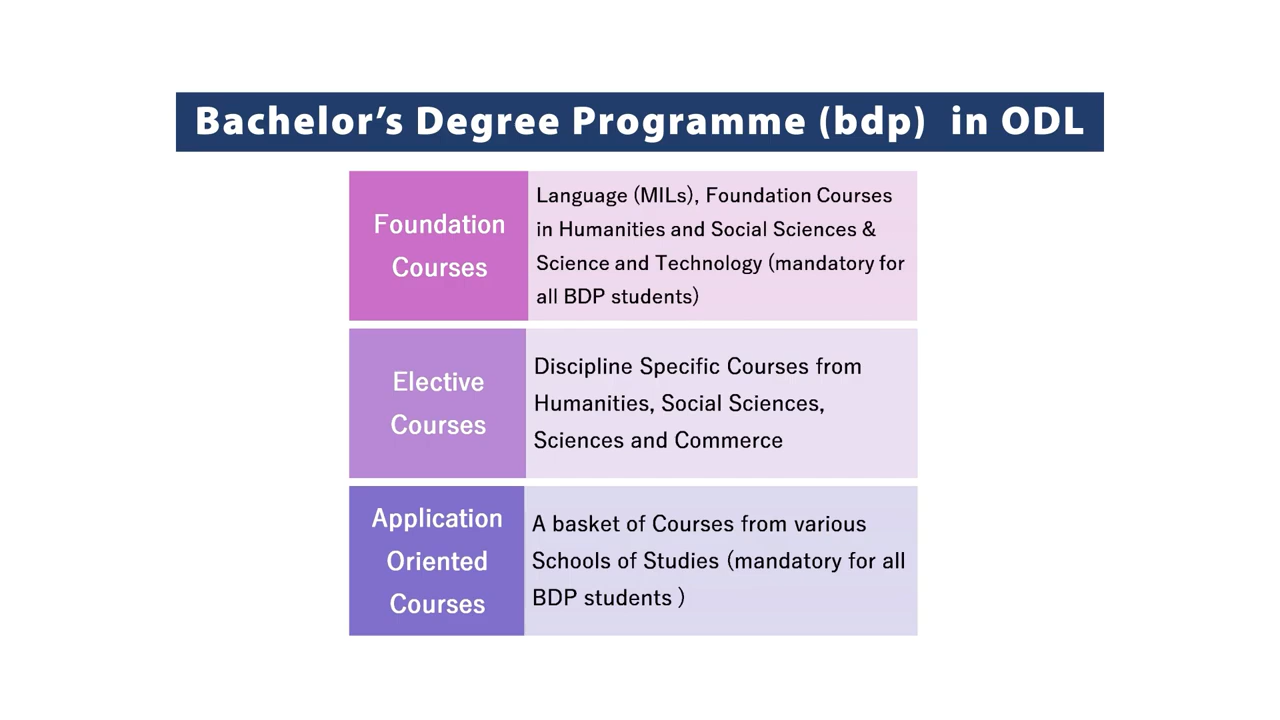 Bachelor’s Degree Programme (bdp)  in ODL
Foundation
Courses
Language (MILs), Foundation Courses
in Humanities and Social Sciences &
Science and Technology (mandatory for
all BDP students)
Elective
Courses
Discipline Specific Courses from
Humanities, Social Sciences,
Sciences and Commerce
Application
Oriented
Courses
A basket of Courses from various
Schools of Studies (mandatory for all
BDP students )